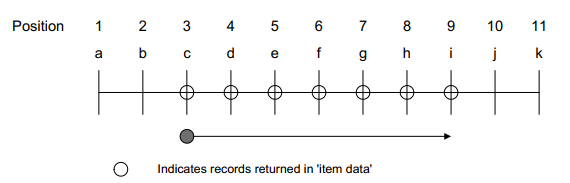 Position 1 2 3 4 5 6 7 8 9 10 11
a b c d e f g h i j k
Indicates records returned in 'item data'